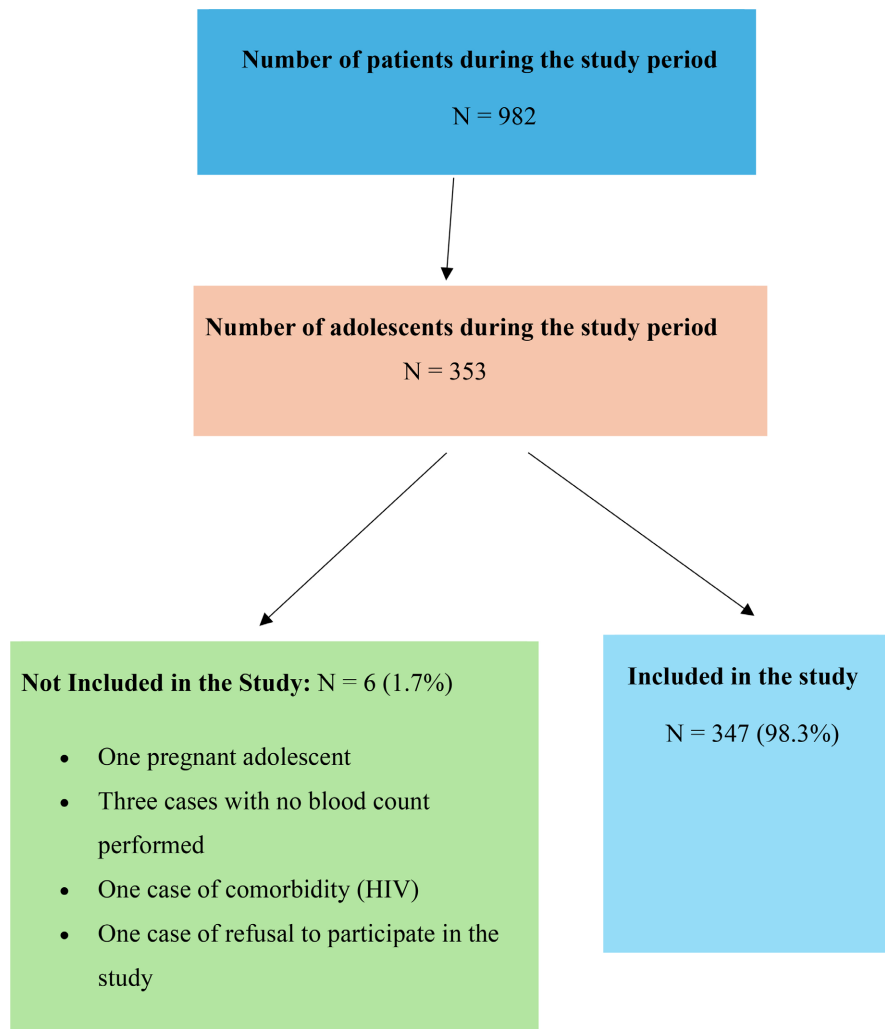 Number of patients during the study period
N = 982
Number of adolescents during the study period
N = 353
Not Included in the Study: N = 6 (1.7%)
• One pregnant adolescent
• Three cases with no blood count
performed
• One case of comorbidity (HIV)
• One case of refusal to participate in the
study
Included in the study
N = 347 (98.3%)